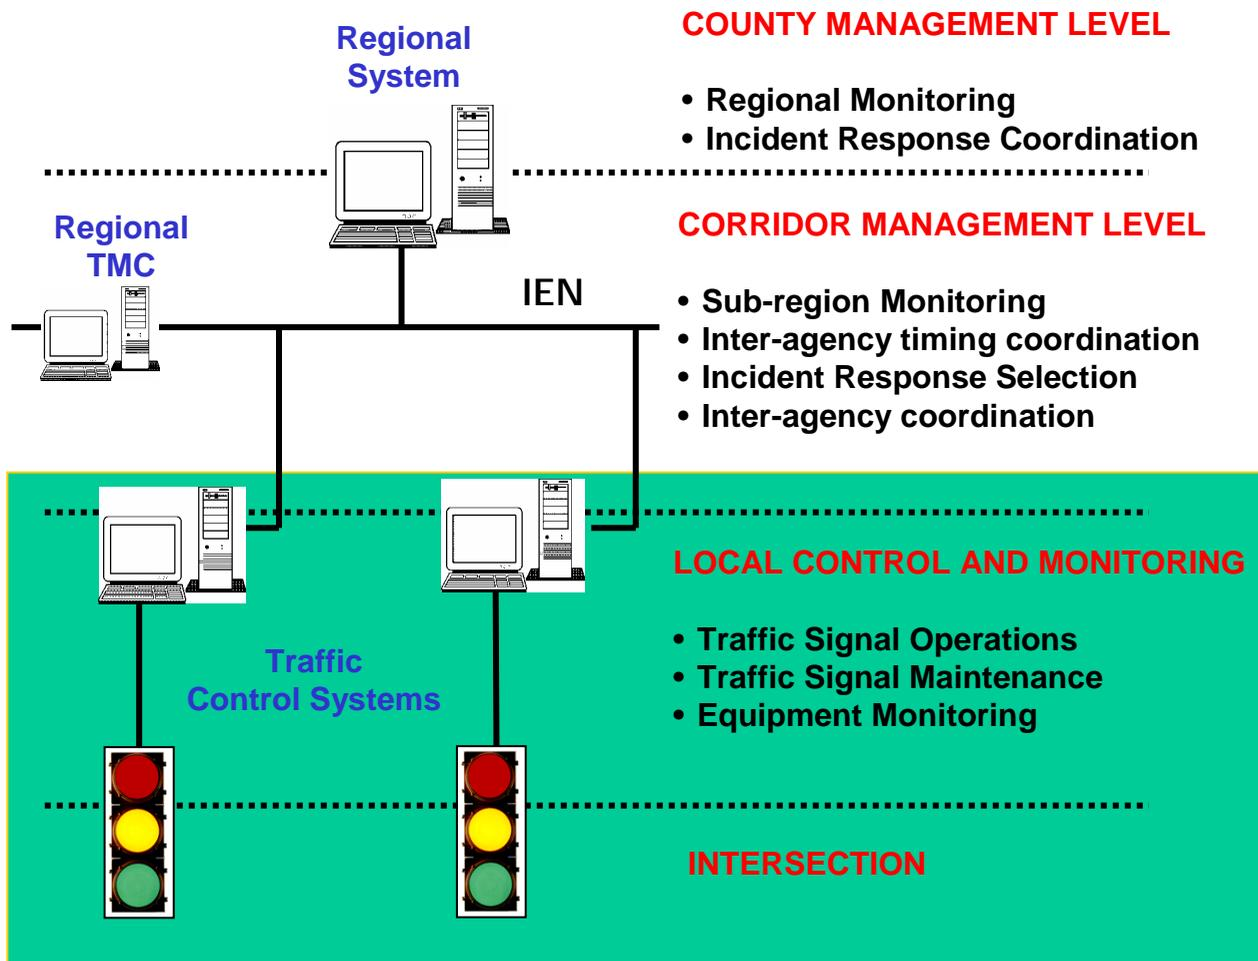 Regional
System
COUNTY MANAGEMENT LEVEL
• Regional Monitoring
• Incident Response Coordination
Regional
TMC
IEN
CORRIDOR MANAGEMENT LEVEL
• Sub-region Monitoring
• Inter-agency timing coordination
• Incident Response Selection
• Inter-agency coordination
LOCAL CONTROL AND MONITORING
• Traffic Signal Operations
• Traffic Signal Maintenance
• Equipment Monitoring
Traffic
Control Systems
INTERSECTION